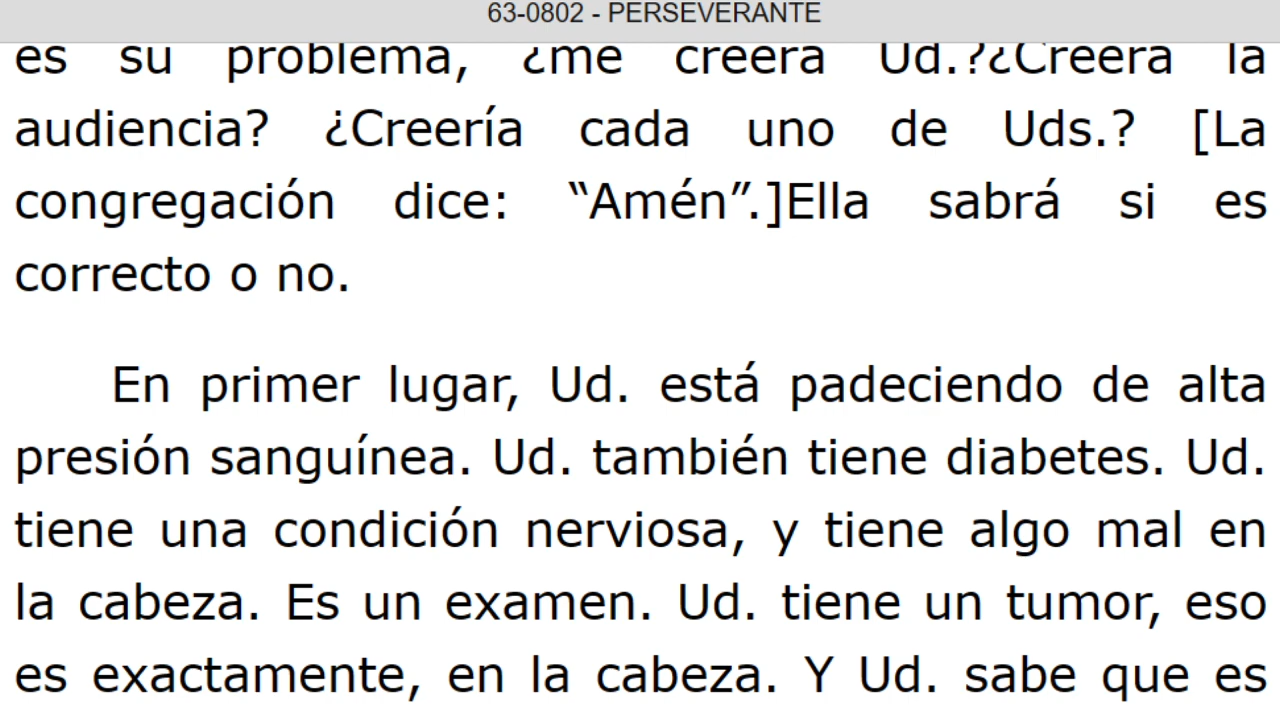 63-0802 - PERSEVERANTE
es su problema, ¿me creerá Ud.?¿Creerá la
audiencia? ¿Creería cada uno de Uds.? [La
congregación dice: “Amén”.]Ella sabrá si es
correcto o no.
En primer lugar, Ud. está padeciendo de alta
presión sanguínea. Ud. también tiene diabetes. Ud.
tiene una condición nerviosa, y tiene algo mal en
la cabeza. Es un examen. Ud. tiene un tumor, eso
es exactamente, en la cabeza. Y Ud. sabe que es